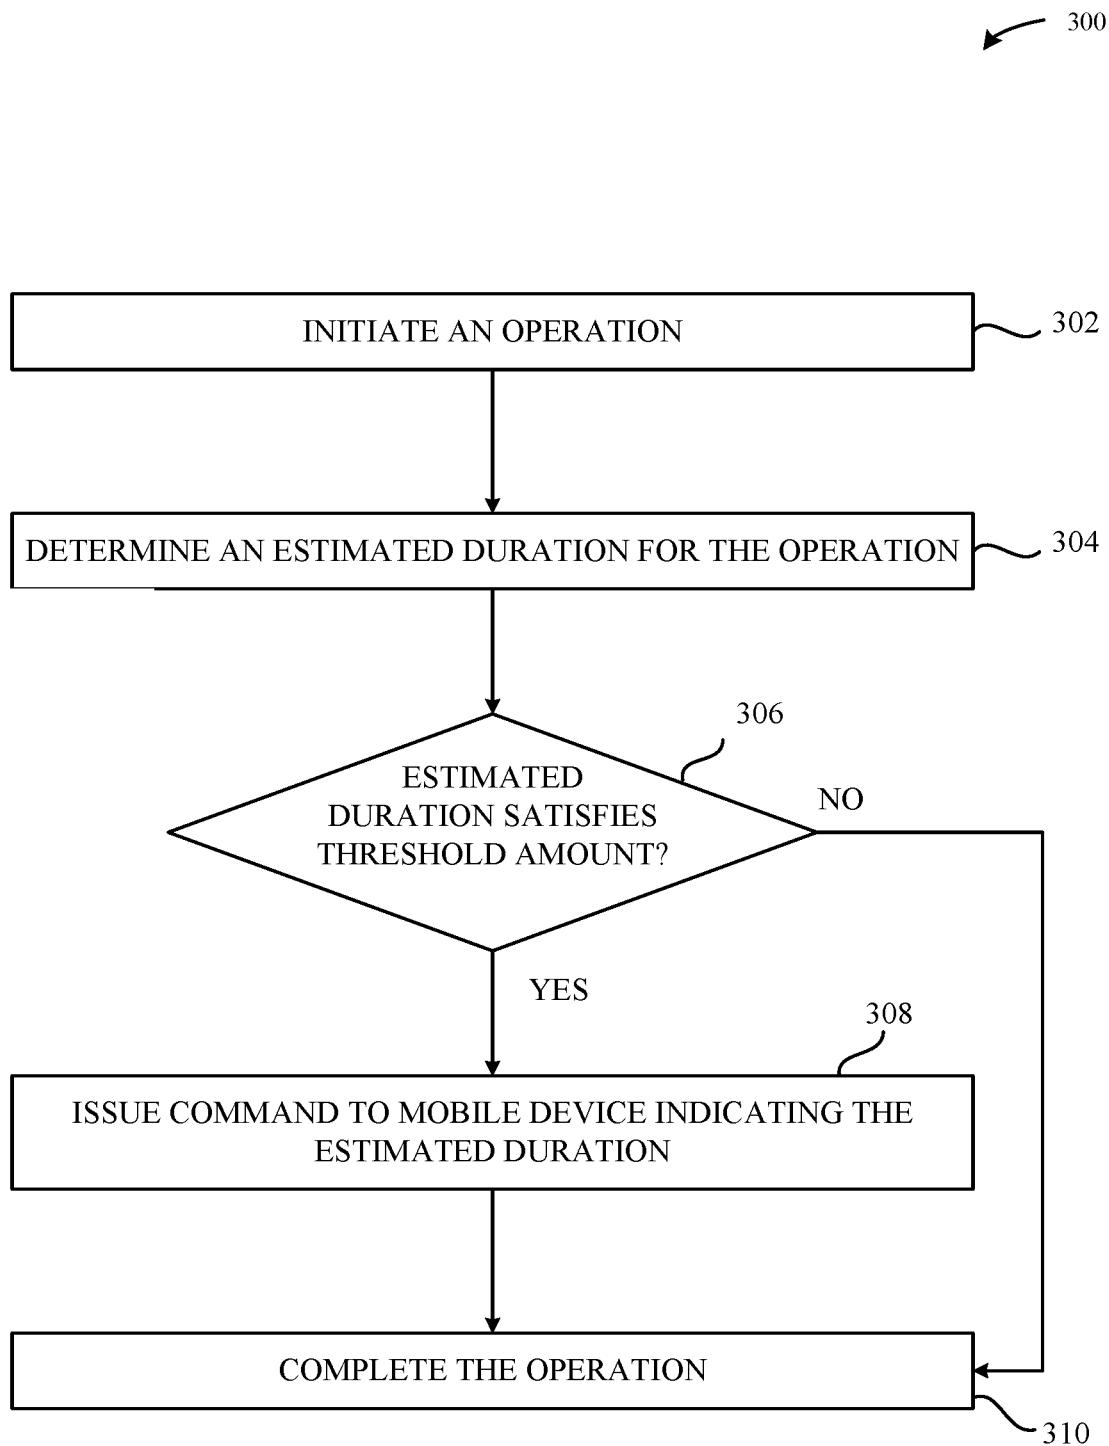 300
INITIATE AN OPERATION
302
DETERMINE AN ESTIMATED DURATION FOR THE OPERATION
304
306
ESTIMATED
DURATION SATISFIES
THRESHOLD AMOUNT?
NO
YES
308
ISSUE COMMAND TO MOBILE DEVICE INDICATING THE
ESTIMATED DURATION
COMPLETE THE OPERATION
310